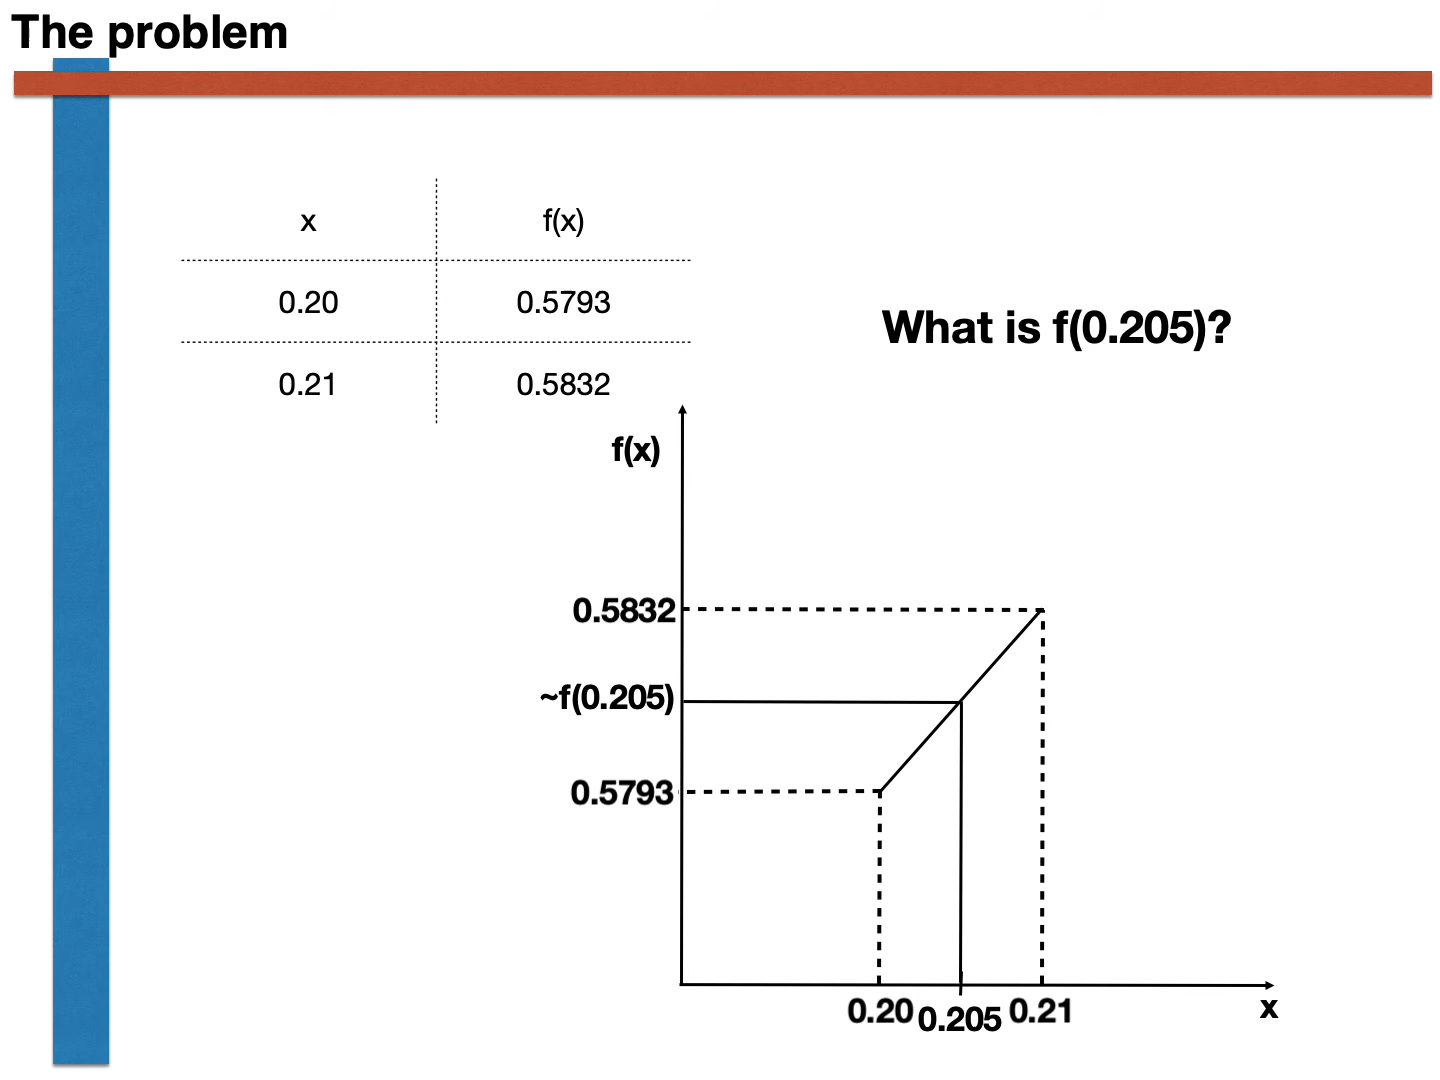 The problem
x f(x)
0.20 0.5793
What is f(0.205)?
0.21 0.5832
f(x)
0.5832
~f(0.205)
0.5793
0.20 0.205 0.21 x